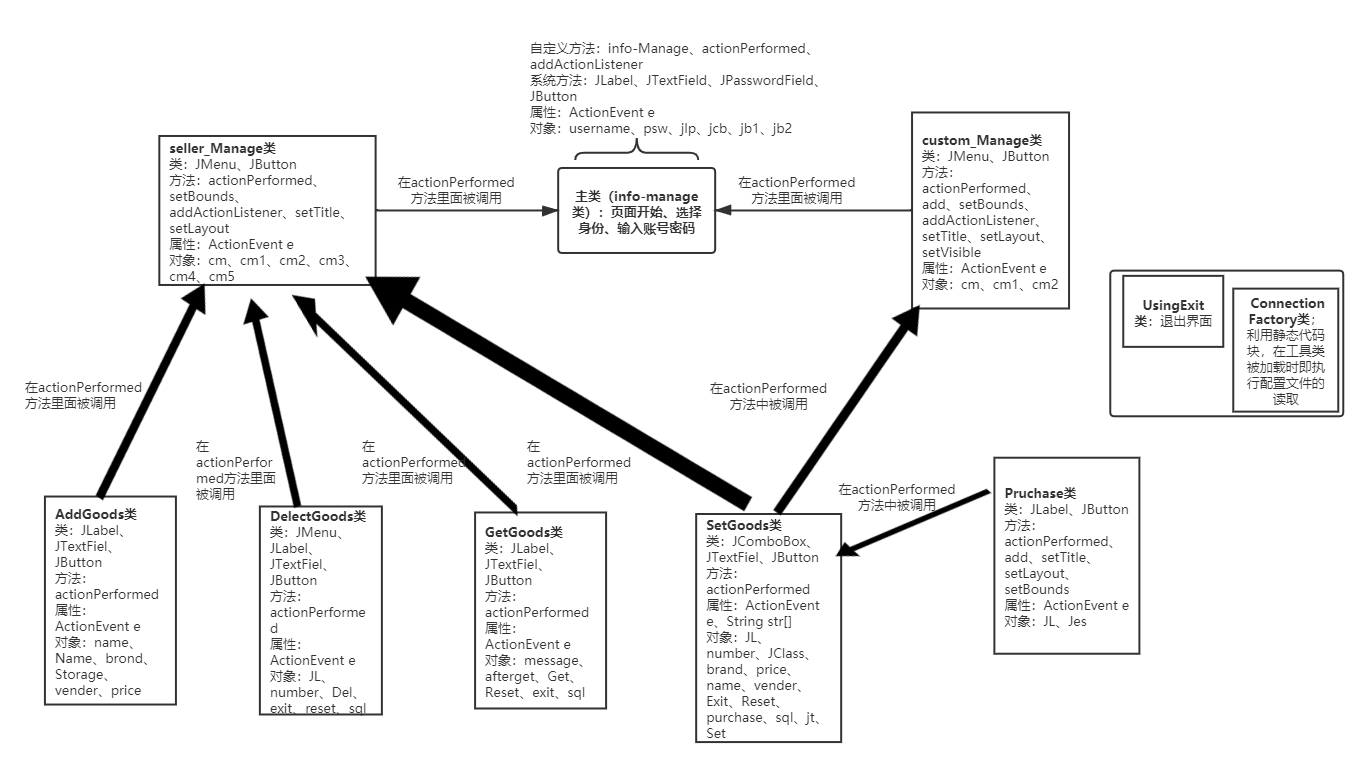 自定义方法：info-Manage、actionPerformed、
addActionListener
系统方法：JLabel、JTextField、JPasswordField、
JButton
属性：ActionEvent e
对象：username、psw、jlp、jcb、jb1、jb2
seller_Manage类
类：JMenu、JButton
方法：actionPerformed、
setBounds、
addActionListener、setTitle、
setLayout
属性：ActionEvent e
对象：cm、cm1、cm2、cm3、
cm4、cm5
在actionPerformed
方法里面被调用
主类（info-manage
类）：页面开始、选择
身份、输入账号密码
在actionPerformed
方法里面被调用
custom_Manage类
类：JMenu、JButton
方法：
actionPerformed、
add、setBounds、
addActionListener、
setTitle、setLayout、
setVisible
属性：ActionEvent e
对象：cm、cm1、cm2
UsingExit
类：退出界面
Connection
Factory类；
利用静态代码
块，在工具类
被加载时即执
行配置文件的
读取
在actionPerformed
方法里面被调用
在
actionPerfor
med方法里面
被调用
在
actionPerformed
方法里面被调用
在
actionPerformed
方法里面被调用
在actionPerformed
方法中被调用
在actionPerformed
方法中被调用
AddGoods类
类：JLabel、
JTextFiel、
JButton
方法：
actionPerformed
属性：
ActionEvent e
对象：name、
Name、brond、
Storage、
vender、price
DelectGoods类
类：JMenu、
JLabel、
JTextFiel、
JButton
方法：
actionPerforme
d
属性：
ActionEvent e
对象：JL、
number、Del、
exit、reset、sql
GetGoods类
类：JLabel、
JTextFiel、
JButton
方法：
actionPerformed
属性：
ActionEvent e
对象：message、
afterget、Get、
Reset、exit、sql
SetGoods类
类：JComboBox、
JTextFiel、JButton
方法：
actionPerformed
属性：ActionEvent
e、String str[]
对象：JL、
number、JClass、
brand、price、
name、vender、
Exit、Reset、
purchase、sql、jt、
Set
Pruchase类
类：JLabel、JButton
方法：
actionPerformed、
add、setTitle、
setLayout、
setBounds
属性：ActionEvent e
对象：JL、Jes